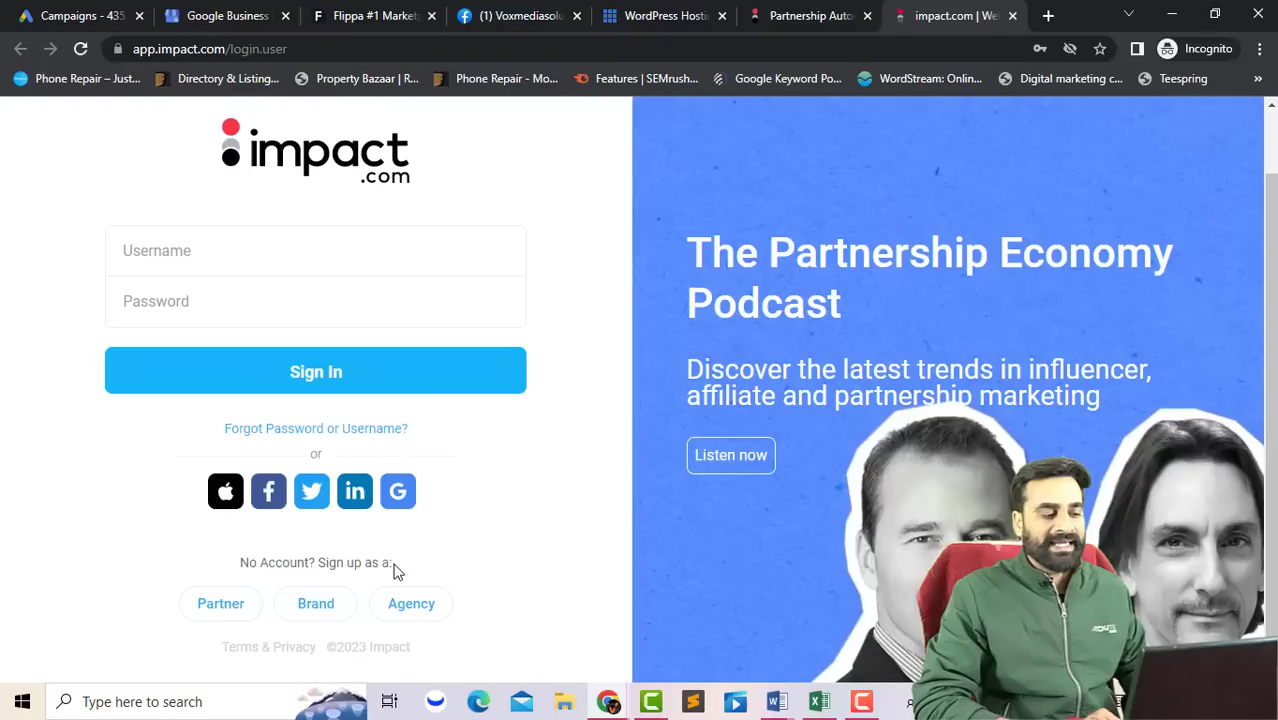 Campaigns - 435
Google Business
Flippa #1 Market
(1) Voxmediasolu
WordPress Hosti
Partnership Auto
impact.com | We
app.impact.com/login.user
Incognito
Phone Repair – Just...
Directory & Listing...
Property Bazaar | R...
Phone Repair - Mo...
Features | SEMrush...
Google Keyword Po...
WordStream: Onlin...
Digital marketing c...
Teespring
»
impact
.com
Username
Password
Sign In
Forgot Password or Username?
or
No Account? Sign up as a:
Partner
Brand
Agency
Terms & Privacy ©2023 Impact
The Partnership Economy
Podcast
Discover the latest trends in influencer,
affiliate and partnership marketing
Listen now
ROUTE
Type here to search